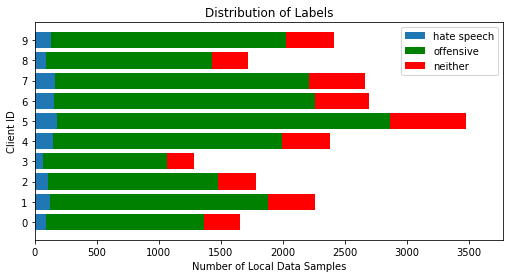 Distribution of Labels
hate speech
offensive
neither
Client ID
9
8
7
6
5
4
3
2
1
0
0 500 1000 1500 2000 2500 3000 3500
Number of Local Data Samples